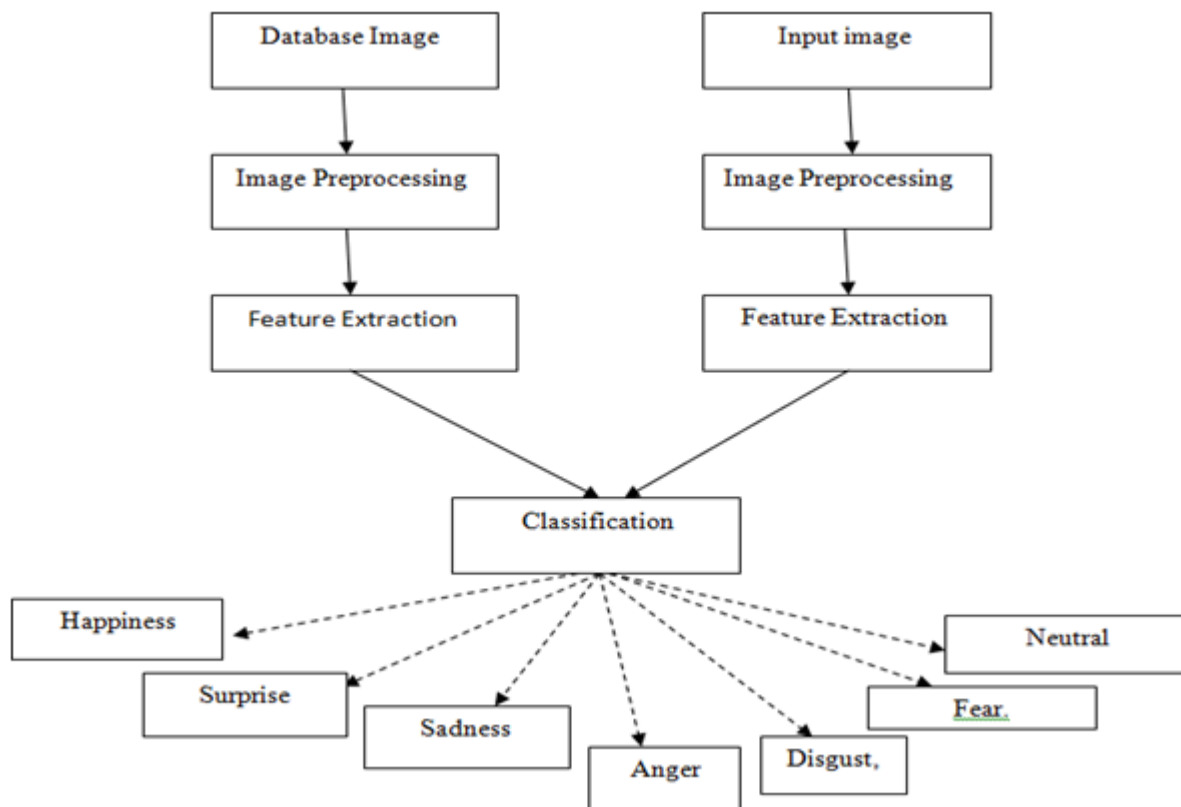 Database Image
Input image
Image Preprocessing
Image Preprocessing
Feature Extraction
Feature Extraction
Classification
Happiness
Neutral
Surprise
Fear.
Sadness
Disgust,
Anger